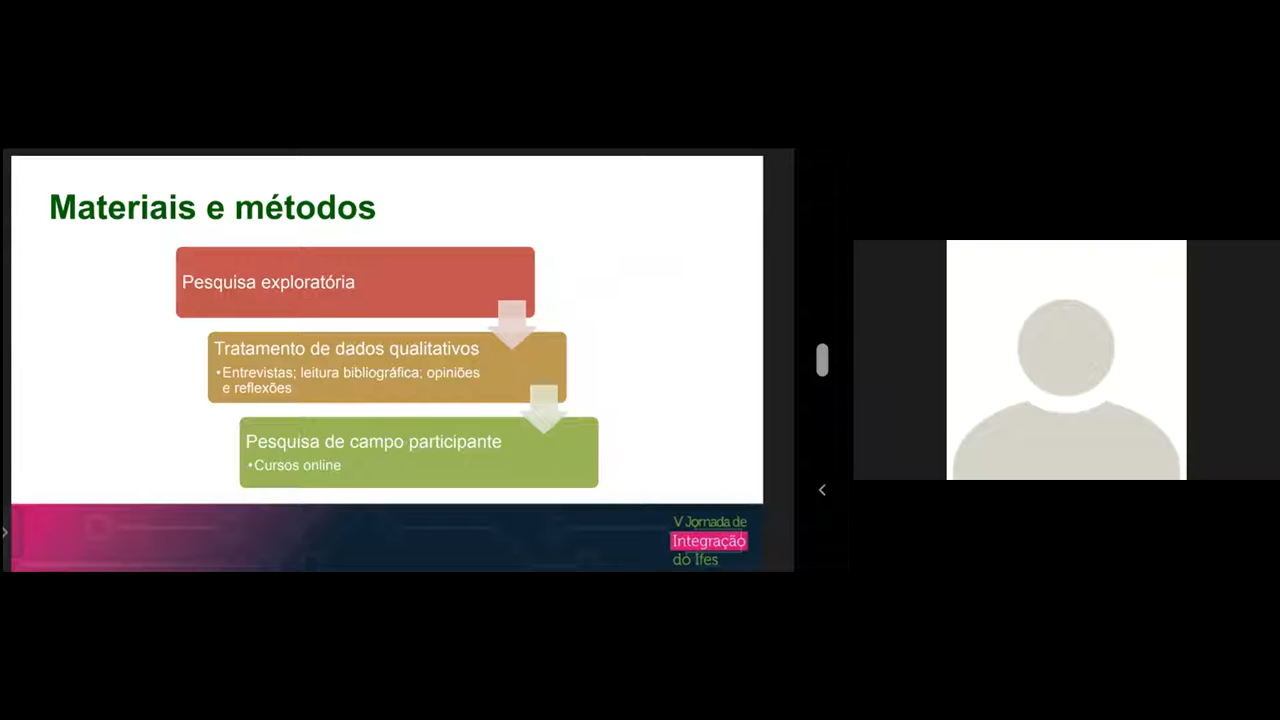 Materiais e métodos
Pesquisa exploratória
Tratamento de dados qualitativos
•Entrevistas; leitura bibliográfica; opiniões
e reflexões
Pesquisa de campo participante
•Cursos online
V Jornada de
Integração
do Ifes